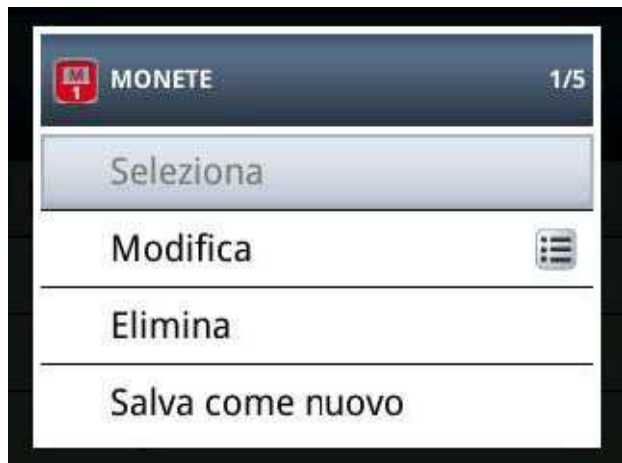 M
1
MONETE 1/5
Seleziona
Modifica
Elimina
Salva come nuovo